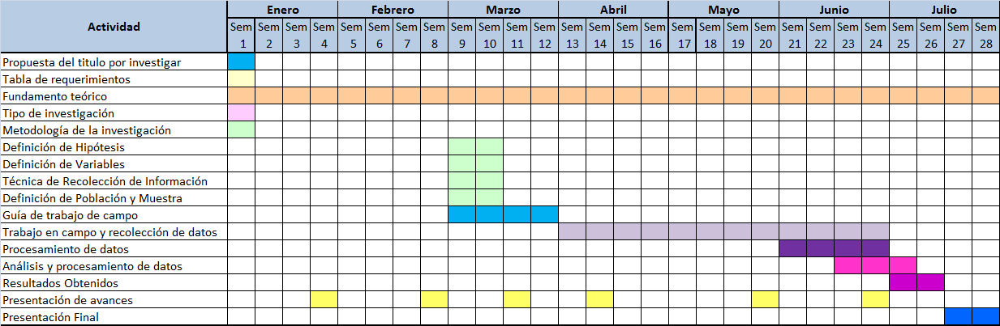 Actividad
Enero Febrero Marzo Abril Mayo Junio Julio
Sem Sem Sem Sem Sem Sem Sem Sem Sem Sem Sem Sem Sem Sem Sem Sem Sem Sem Sem Sem Sem Sem Sem Sem Sem Sem Sem Sem
1 2 3 4 5 6 7 8 9 10 11 12 13 14 15 16 17 18 19 20 21 22 23 24 25 26 27 28
Propuesta del titulo por investigar
Tabla de requerimientos
Fundamento teórico
Tipo de investigación
Metodología de la investigación
Definición de Hipótesis
Definición de Variables
Técnica de Recolección de Información
Definición de Población y Muestra
Guía de trabajo de campo
Trabajo en campo y recolección de datos
Procesamiento de datos
Análisis y procesamiento de datos
Resultados Obtenidos
Presentación de avances
Presentación Final